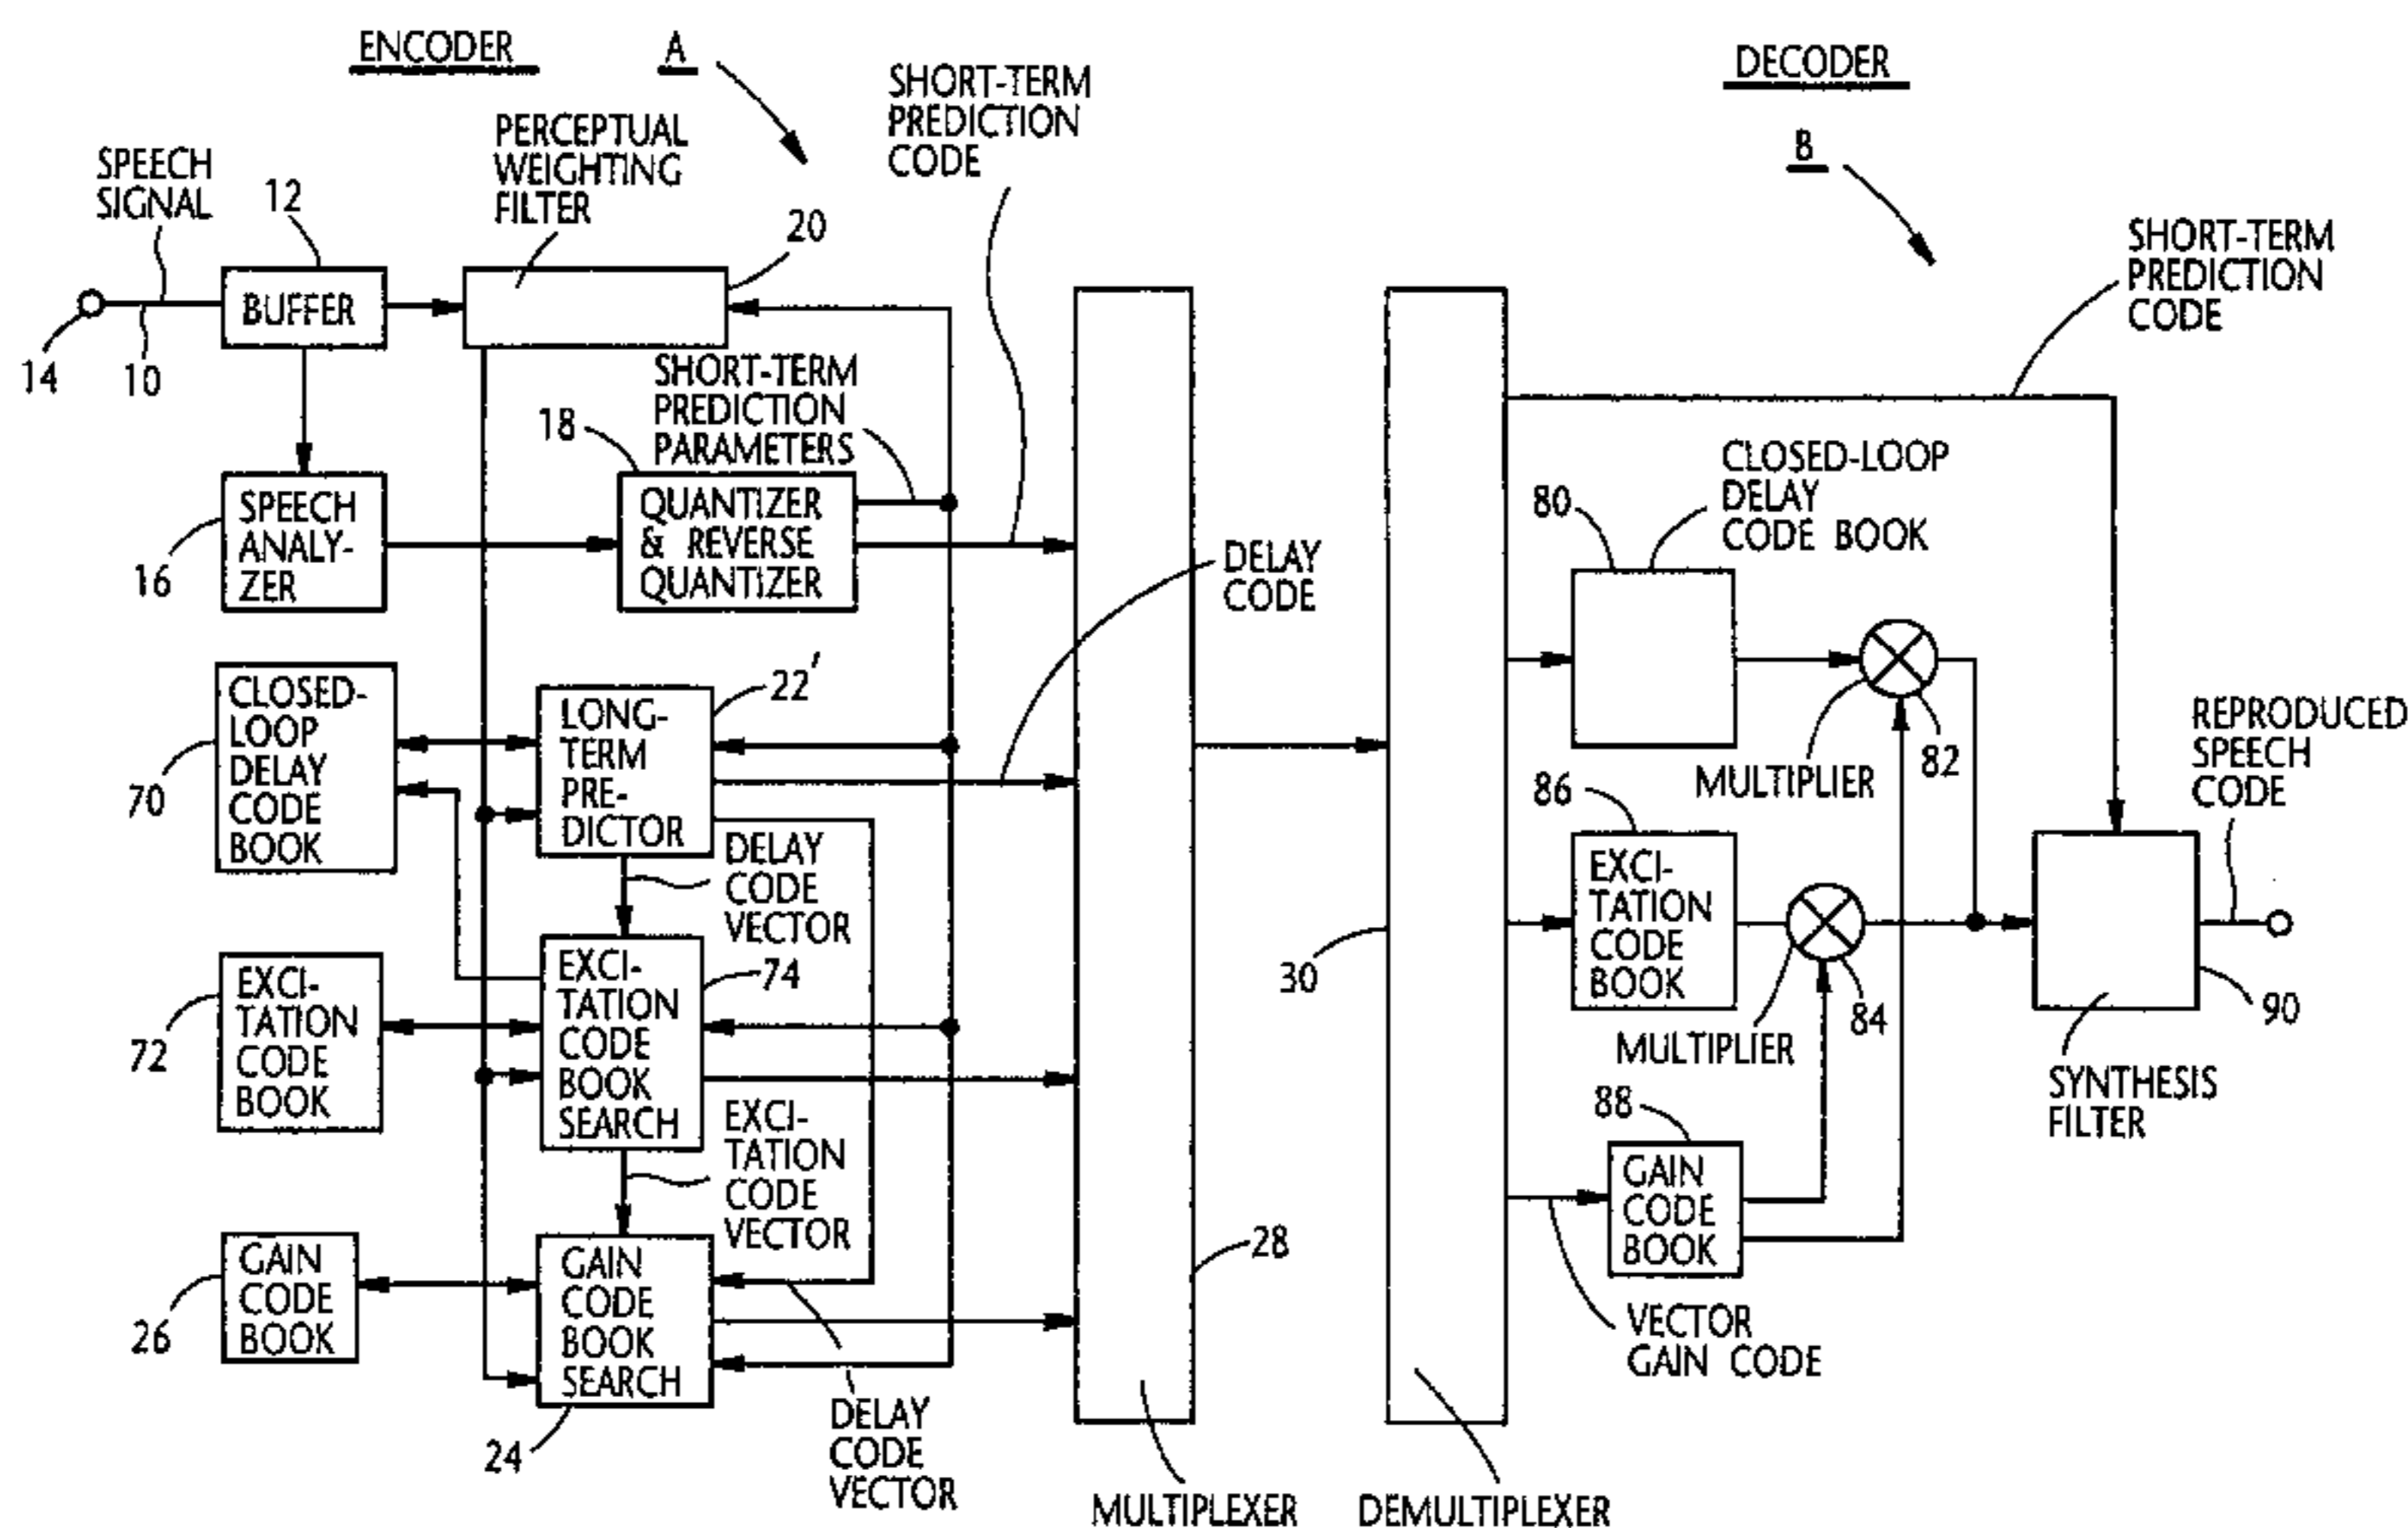 ENCODER
A
SHORT-TERM
PREDICTION
CODE
DECODER
B
PERCEPTUAL
WEIGHTING
FILTER
SPEECH
SIGNAL
12
20
BUFFER
14
10
SHORT-TERM
PREDICTION
PARAMETERS
18
SPEECH
ANALY-
ZER
16
QUANTIZER
& REVERSE
QUANTIZER
DELAY
CODE
22'
CLOSED-
LOOP
DELAY
CODE
BOOK
70
LONG-
TERM
PRE-
DICTOR
DELAY
CODE
VECTOR
EXCI-
TATION
CODE
BOOK
72
EXCI-
TATION
CODE
BOOK
SEARCH
74
EXCI-
TATION
CODE
VECTOR
GAIN
CODE
BOOK
26
GAIN
CODE
BOOK
SEARCH
24
DELAY
CODE
VECTOR
28
MULTIPLEXER
30
DEMULTIPLEXER
SHORT-TERM
PREDICTION
CODE
CLOSED-LOOP
DELAY
CODE BOOK
80
MULTIPLIER
82
86
EXCI-
TATION
CODE
BOOK
MULTIPLIER
84
88
GAIN
CODE
BOOK
VECTOR
GAIN CODE
REPRODUCED
SPEECH
CODE
90
SYNTHESIS
FILTER